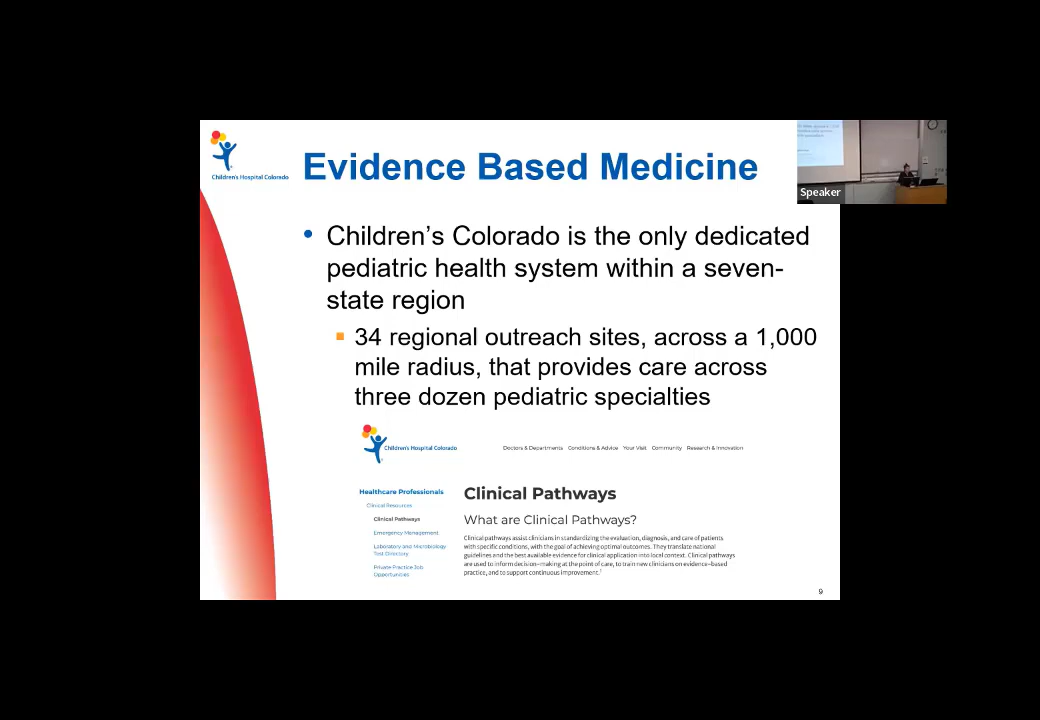 Children's Hospital Colorado
Evidence Based Medicine
Speaker
• Children's Colorado is the only dedicated
pediatric health system within a seven-
state region
▪ 34 regional outreach sites, across a 1,000
mile radius, that provides care across
three dozen pediatric specialties
Children's Hospital Colorado
Doctors & Departments Conditions & Advice Your Visit Community Research & Innovation
Healthcare Professionals
Clinical Resources
Clinical Pathways
Emergency Management
Laboratory and Microbiology
Test Directory
Private Practice Job
Opportunities
Clinical Pathways
What are Clinical Pathways?
Clinical pathways assist clinicians in standardizing the evaluation, diagnosis, and care of patients
with specific conditions, with the goal of achieving optimal outcomes. They translate national
guidelines and the best available evidence for clinical application into local context. Clinical pathways
are used to inform decision-making at the point of care, to train new clinicians on evidence-based
practice, and to support continuous improvement.¹
9